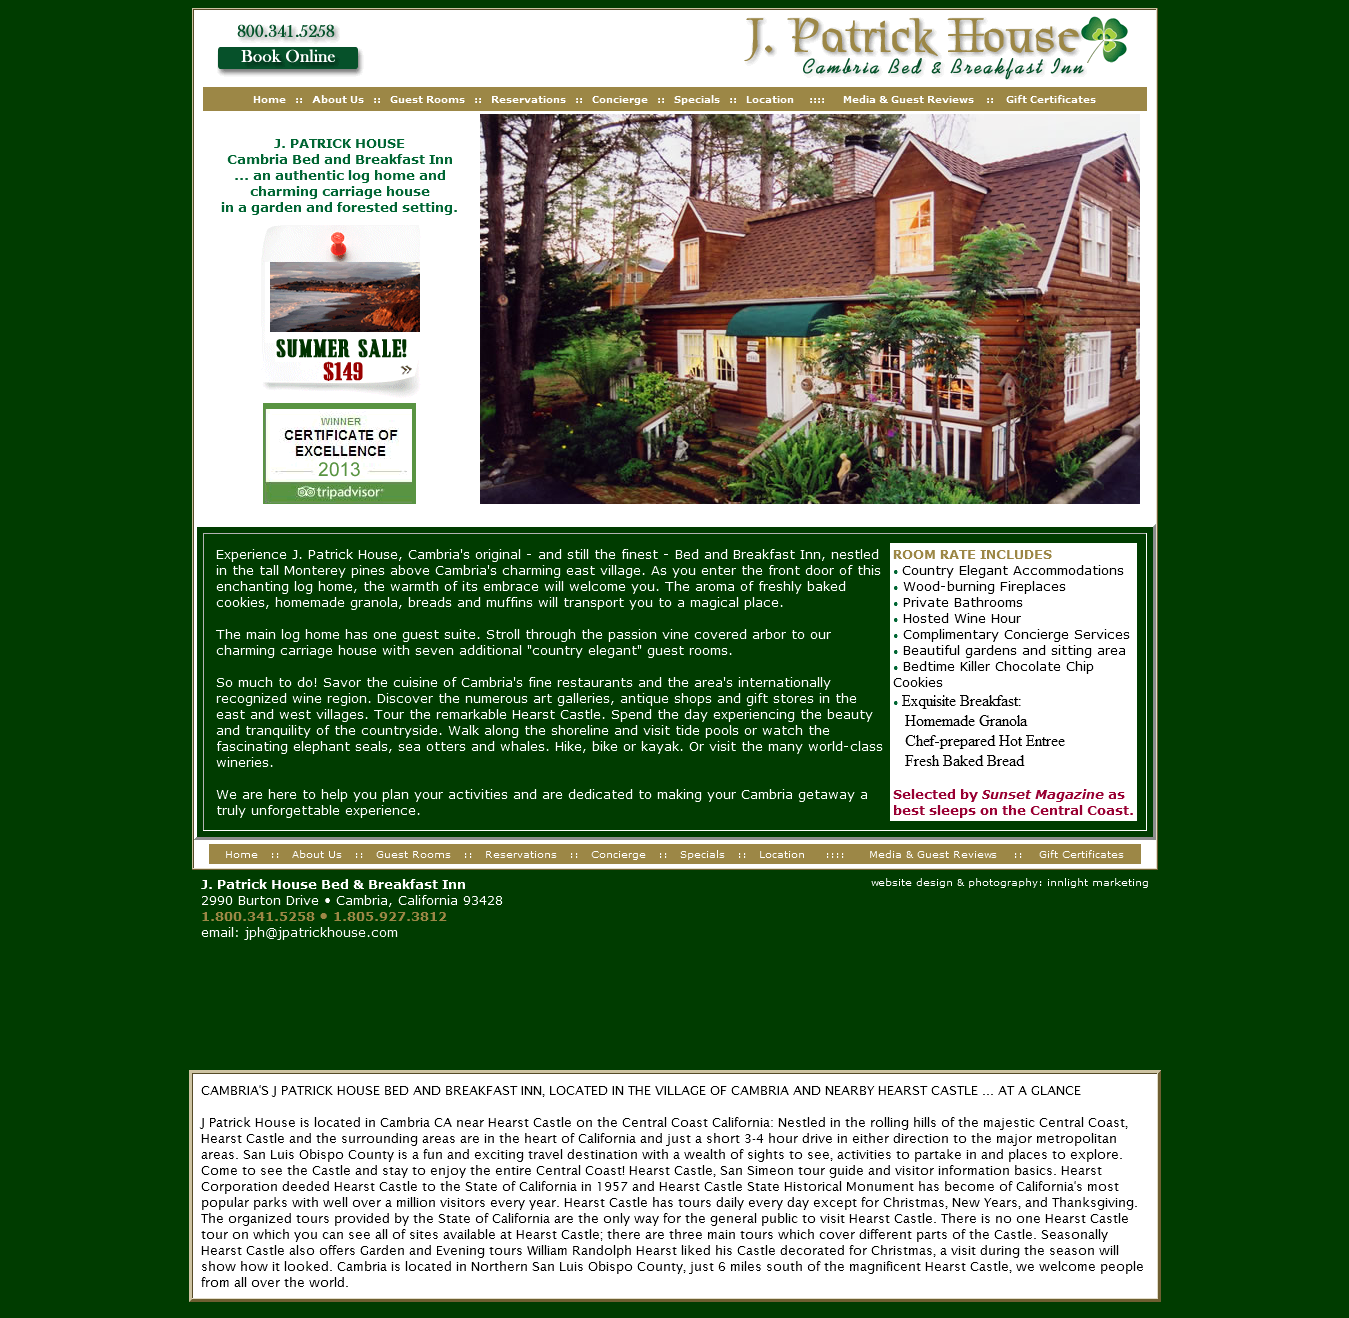 800.341.5258
Book Online
J. Patrick House
Cambria Bed & Breakfast Inn
Home :: About Us :: Guest Rooms :: Reservations :: Concierge :: Specials :: Location :::: Media & Guest Reviews :: Gift Certificates
J. PATRICK HOUSE
Cambria Bed and Breakfast Inn
... an authentic log home and
charming carriage house
in a garden and forested setting.
SUMMER SALE!
$149 »
WINNER
CERTIFICATE OF
EXCELLENCE
2013
tripadvisor
Experience J. Patrick House, Cambria's original - and still the finest - Bed and Breakfast Inn, nestled
in the tall Monterey pines above Cambria's charming east village. As you enter the front door of this
enchanting log home, the warmth of its embrace will welcome you. The aroma of freshly baked
cookies, homemade granola, breads and muffins will transport you to a magical place.
The main log home has one guest suite. Stroll through the passion vine covered arbor to our
charming carriage house with seven additional "country elegant" guest rooms.
So much to do! Savor the cuisine of Cambria's fine restaurants and the area's internationally
recognized wine region. Discover the numerous art galleries, antique shops and gift stores in the
east and west villages. Tour the remarkable Hearst Castle. Spend the day experiencing the beauty
and tranquility of the countryside. Walk along the shoreline and visit tide pools or watch the
fascinating elephant seals, sea otters and whales. Hike, bike or kayak. Or visit the many world-class
wineries.
We are here to help you plan your activities and are dedicated to making your Cambria getaway a
truly unforgettable experience.
ROOM RATE INCLUDES
• Country Elegant Accommodations
• Wood-burning Fireplaces
• Private Bathrooms
• Hosted Wine Hour
• Complimentary Concierge Services
• Beautiful gardens and sitting area
• Bedtime Killer Chocolate Chip
Cookies
• Exquisite Breakfast:
Homemade Granola
Chef-prepared Hot Entree
Fresh Baked Bread
Selected by Sunset Magazine as
best sleeps on the Central Coast.
Home :: About Us :: Guest Rooms :: Reservations :: Concierge :: Specials :: Location :::: Media & Guest Reviews :: Gift Certificates
J. Patrick House Bed & Breakfast Inn
2990 Burton Drive • Cambria, California 93428
1.800.341.5258 • 1.805.927.3812
email: jph@jpatrickhouse.com
website design & photography: innlight marketing
CAMBRIA'S J PATRICK HOUSE BED AND BREAKFAST INN, LOCATED IN THE VILLAGE OF CAMBRIA AND NEARBY HEARST CASTLE ... AT A GLANCE
J Patrick House is located in Cambria CA near Hearst Castle on the Central Coast California: Nestled in the rolling hills of the majestic Central Coast,
Hearst Castle and the surrounding areas are in the heart of California and just a short 3-4 hour drive in either direction to the major metropolitan
areas. San Luis Obispo County is a fun and exciting travel destination with a wealth of sights to see, activities to partake in and places to explore.
Come to see the Castle and stay to enjoy the entire Central Coast! Hearst Castle, San Simeon tour guide and visitor information basics. Hearst
Corporation deeded Hearst Castle to the State of California in 1957 and Hearst Castle State Historical Monument has become of California's most
popular parks with well over a million visitors every year. Hearst Castle has tours daily every day except for Christmas, New Years, and Thanksgiving.
The organized tours provided by the State of California are the only way for the general public to visit Hearst Castle. There is no one Hearst Castle
tour on which you can see all of sites available at Hearst Castle; there are three main tours which cover different parts of the Castle. Seasonally
Hearst Castle also offers Garden and Evening tours William Randolph Hearst liked his Castle decorated for Christmas, a visit during the season will
show how it looked. Cambria is located in Northern San Luis Obispo County, just 6 miles south of the magnificent Hearst Castle, we welcome people
from all over the world.